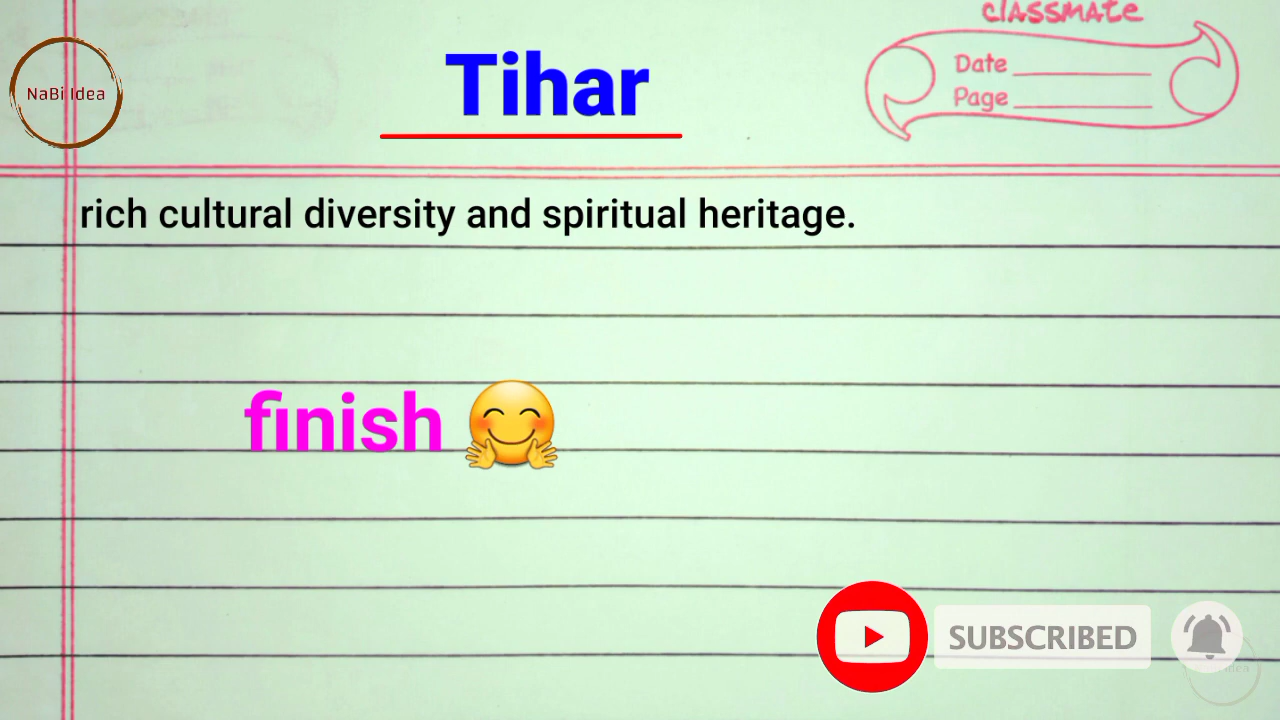 classmate
NaBi Idea
Tihar
Date
Page
rich cultural diversity and spiritual heritage.
finish 🤗
SUBSCRIBED